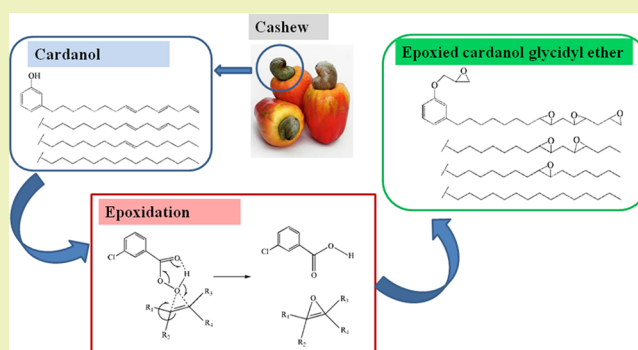 Cashew
Cardanol
OH
Epoxied cardanol glycidyl ether
O
O
O
O
O
O
O
O
Epoxidation
Cl
O
O
O
H
R1
R2
R3
R4
Cl
O
O
H
O
R1
R2
R3
R4